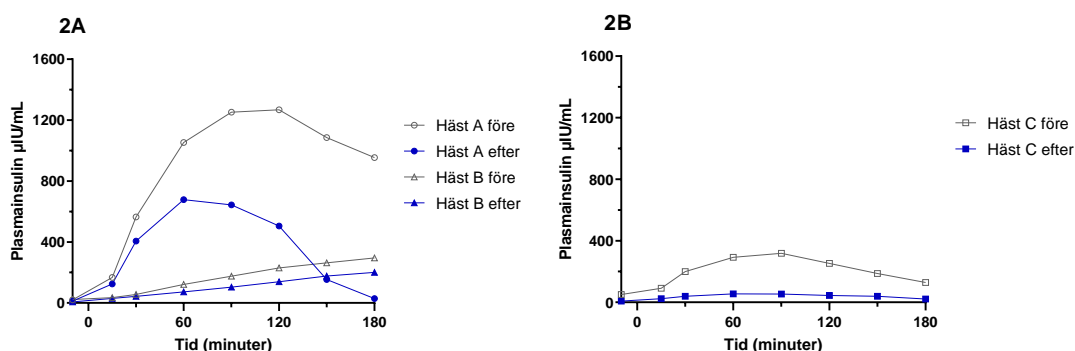 2A
1600
1200
800
400
0
Plasmainsulin µIU/mL
0 60 120 180
Tid (minuter)
Häst A före
Häst A efter
Häst B före
Häst B efter
2B
1600
1200
800
400
0
Plasmainsulin µIU/mL
0 60 120 180
Tid (minuter)
Häst C före
Häst C efter